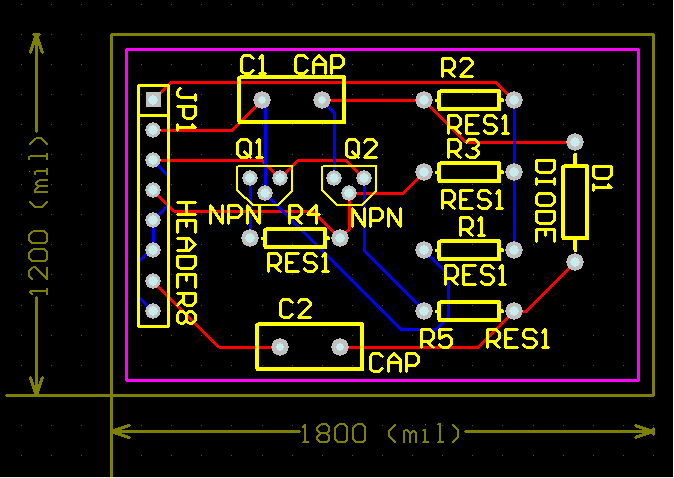 C1 CAP R2
JP1
RES1
R3
Q1 Q2
D1
DIODE
1200 (mil)
RES1
HEADER8
NPN R4 NPN
R1
RES1
RES1
C2
R5 RES1
CAP
1800 (mil)